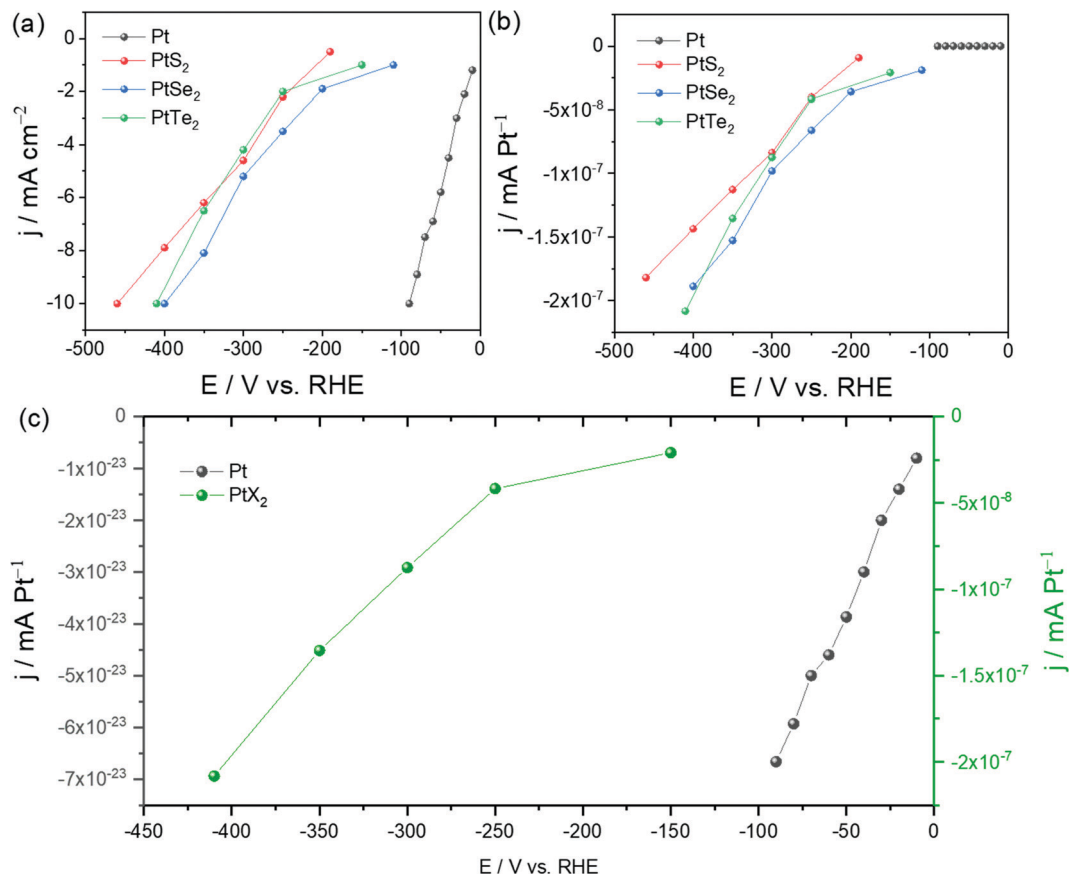 (a)
Pt
PtS₂
PtSe₂
PtTe₂
0
-2
-4
-6
-8
-10
j / mA cm⁻²
-500 -400 -300 -200 -100 0
E / V vs. RHE
(b)
Pt
PtS₂
PtSe₂
PtTe₂
0
-5x10⁻⁸
-1x10⁻⁷
-1.5x10⁻⁷
-2x10⁻⁷
j / mA Pt⁻¹
-500 -400 -300 -200 -100 0
E / V vs. RHE
(c)
Pt
PtX₂
0
-1x10⁻²³
-2x10⁻²³
-3x10⁻²³
-4x10⁻²³
-5x10⁻²³
-6x10⁻²³
-7x10⁻²³
j / mA Pt⁻¹
0
-5x10⁻⁸
-1x10⁻⁷
-1.5x10⁻⁷
-2x10⁻⁷
j / mA Pt⁻¹
-450 -400 -350 -300 -250 -200 -150 -100 -50 0
E / V vs. RHE